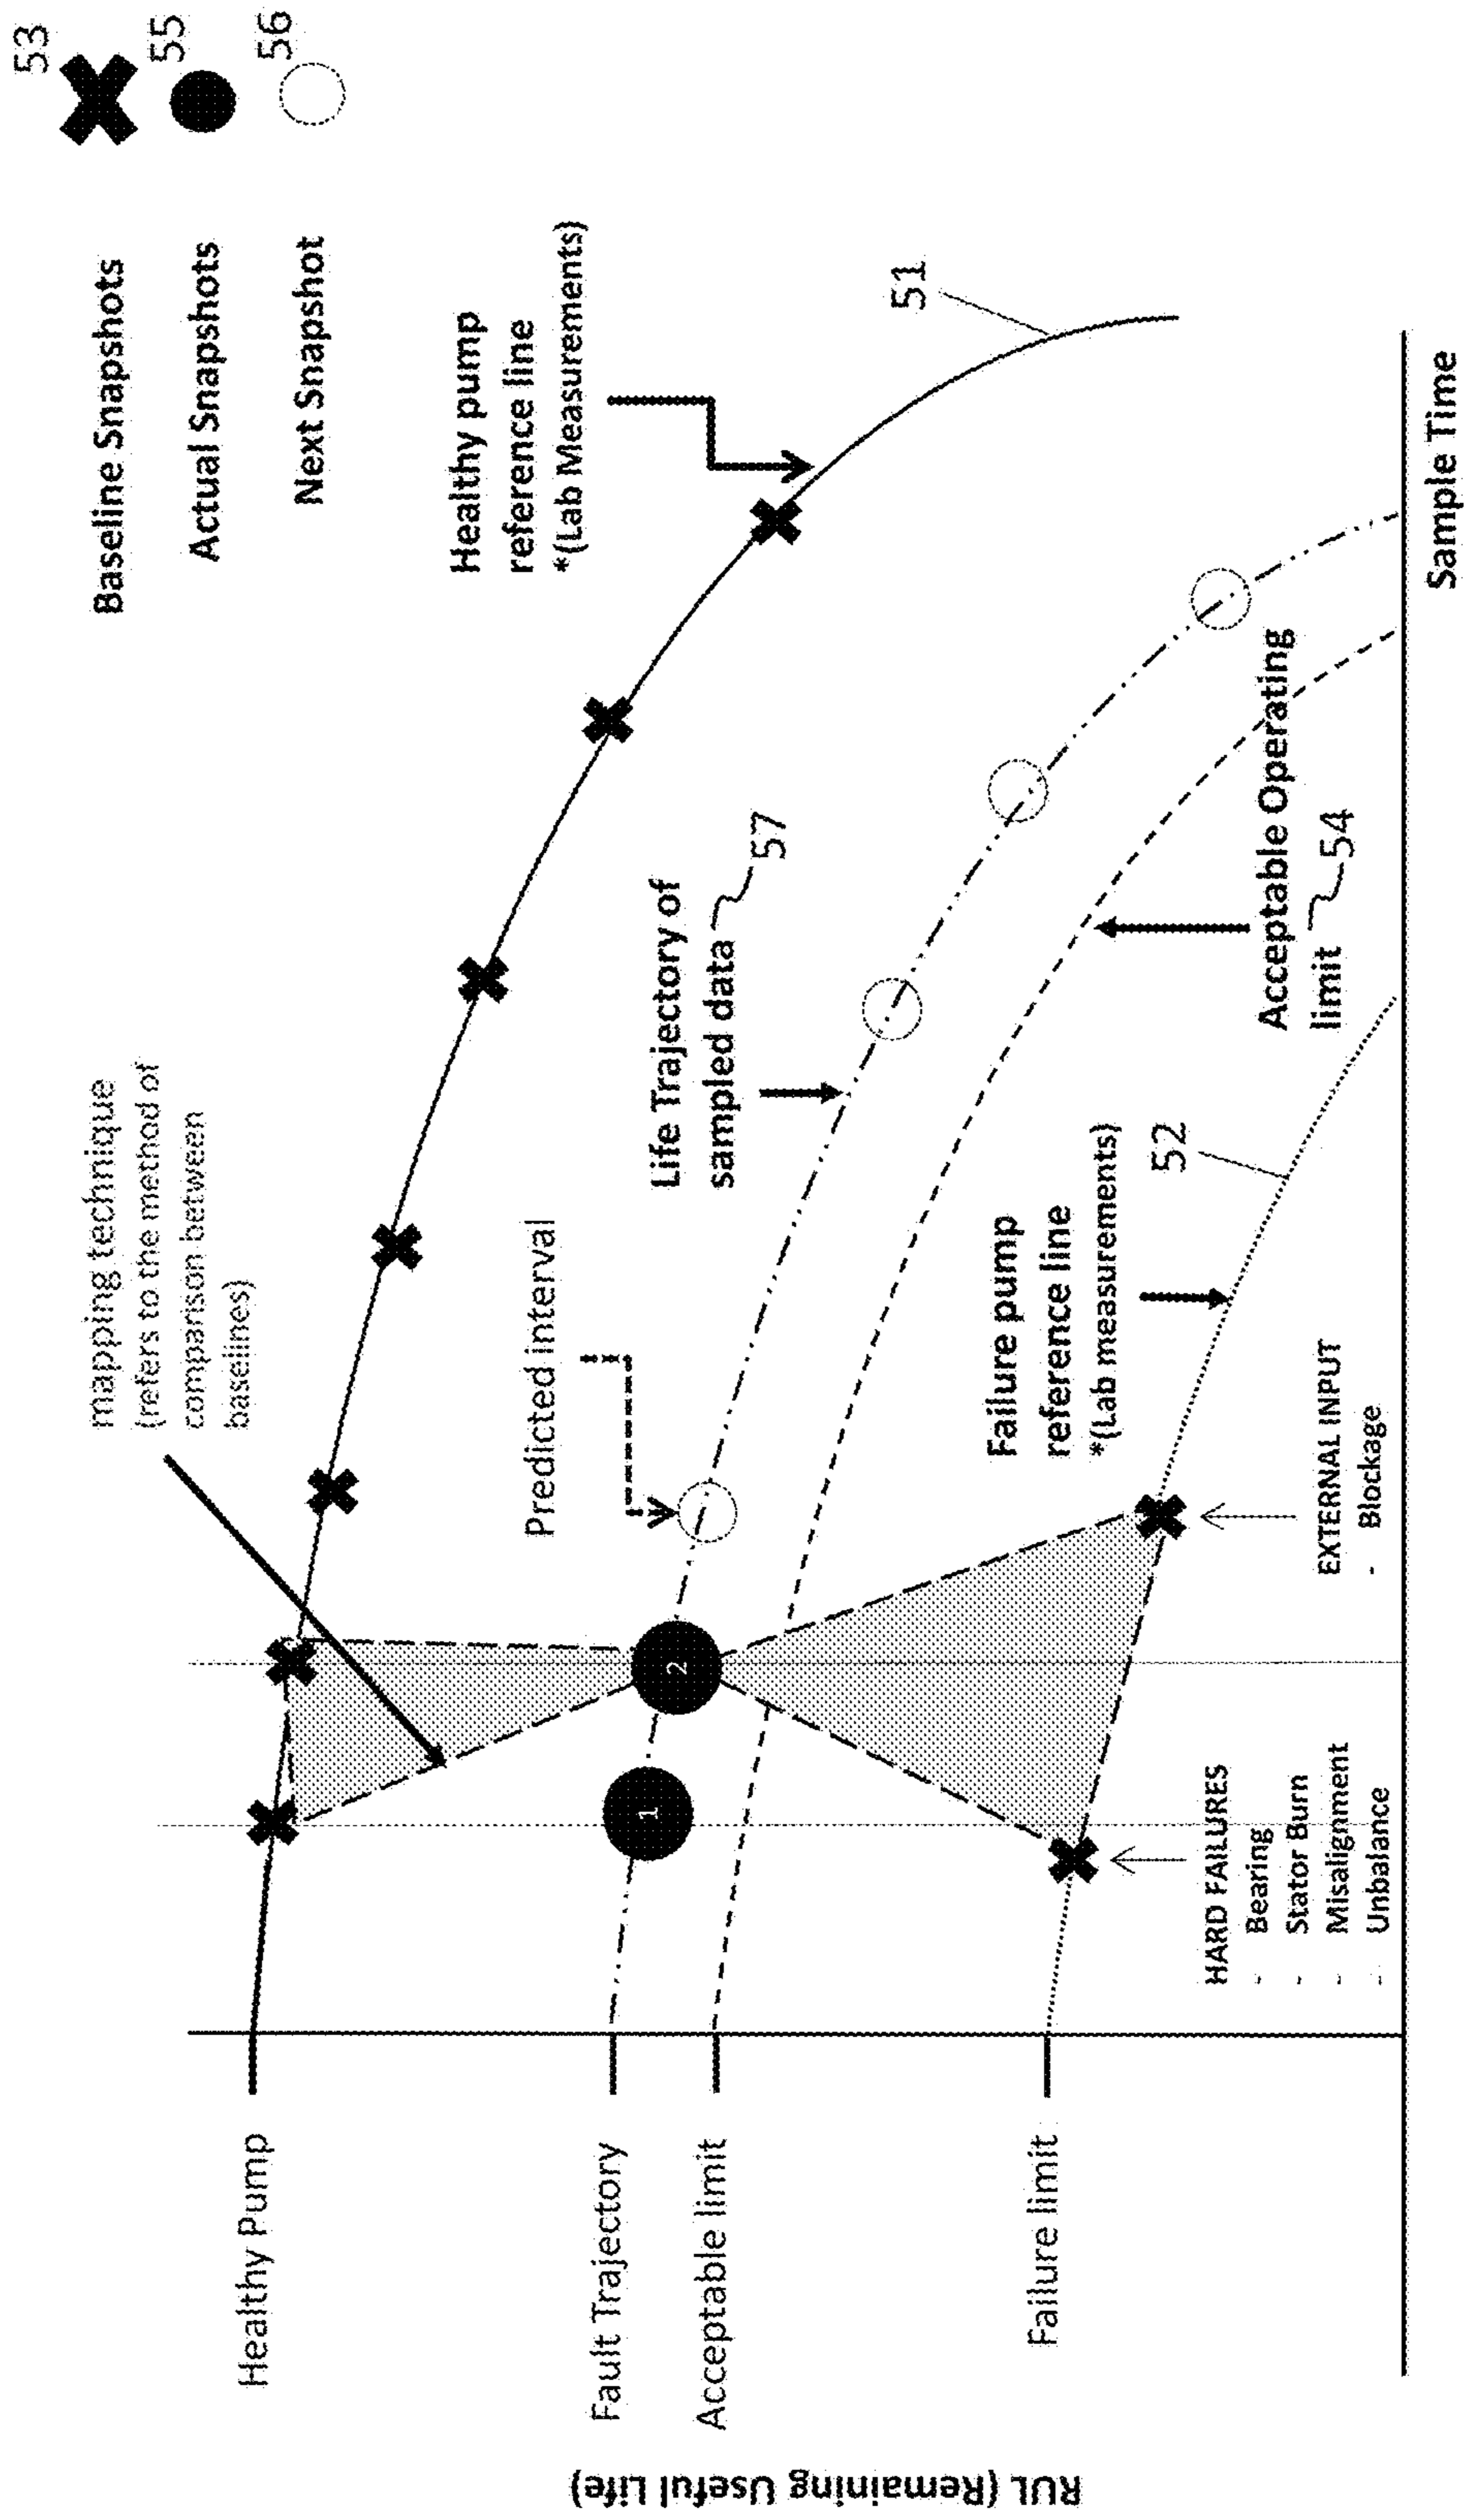 53
55
56
Baseline Snapshots
Actual Snapshots
Next Snapshot
mapping technique
(refers to the method of
comparison between
baselines)
Healthy pump
reference line
*(Lab Measurements)
51
Predicted interval
Life Trajectory of
sampled data
57
Failure pump
reference line
*(Lab measurements)
52
Acceptable Operating
limit
54
1
2
HARD FAILURES
- Bearing
- Stator Burn
- Misalignment
- Unbalance
EXTERNAL INPUT
- Blockage
Healthy Pump
Fault Trajectory
Acceptable limit
Failure limit
RUL (Remaining Useful Life)
Sample Time